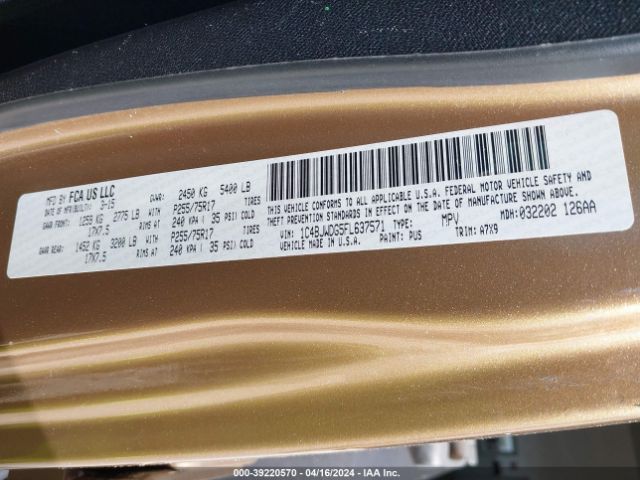 MFD BY FCA US LLC
DATE OF MFR/BUILT: 3-15 GVWR: 2450 KG 5400 LB
GAWR FRONT: 1259 KG 2775 LB WITH P255/75R17 TIRES
17X7.5 RIMS AT 240 KPA ( 35 PSI) COLD
GAWR REAR: 1452 KG 3200 LB WITH P255/75R17 TIRES
17X7.5 RIMS AT 240 KPA ( 35 PSI) COLD
THIS VEHICLE CONFORMS TO ALL APPLICABLE U.S.A. FEDERAL MOTOR VEHICLE SAFETY AND
THEFT PREVENTION STANDARDS IN EFFECT ON THE DATE OF MANUFACTURE SHOWN ABOVE.
VIN: 1C4BJWDG5FL637571 TYPE: MPV MDH: 032202 126AA
PAINT: PUS TRIM: A7X9
000-39220570 - 04/16/2024 - IAA Inc.